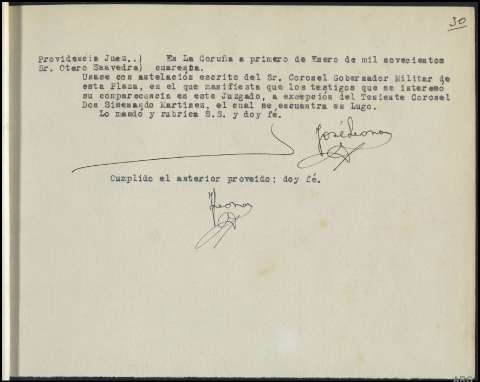 30
Providencia Juez..) En La Coruña a primero de Enero de mil novecientos
Sr. Otero Saavedra) cuarenta.
Unase con antelación escrito del Sr. Coronel Gobernador Militar de
esta Plaza, en el que manifiesta que los testigos que se intereso
su comparecencia en este Juzgado, a excepción del Teniente Coronel
Don Sisenando Martinez, el cual se encuentra en Lugo.
Lo mando y rubrica S.S. y doy fé.
Cumplido el anterior proveido; doy fé.